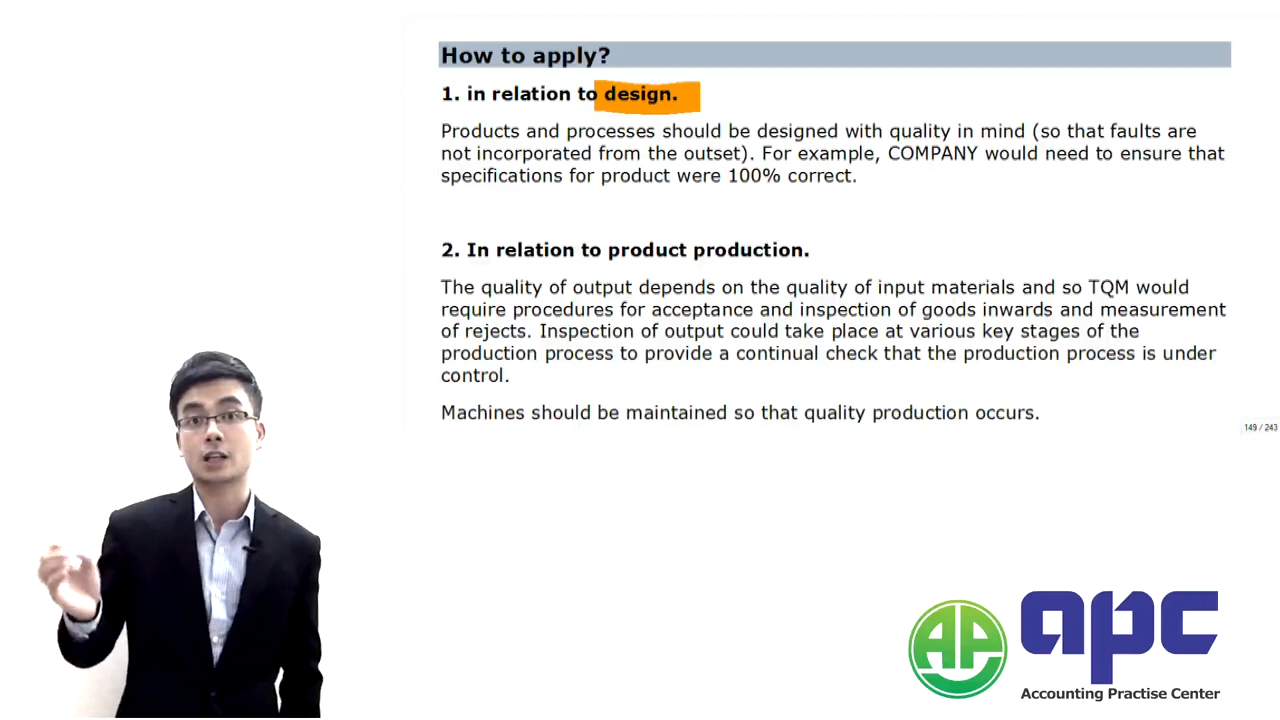 How to apply?
1. in relation to design.
Products and processes should be designed with quality in mind (so that faults are
not incorporated from the outset). For example, COMPANY would need to ensure that
specifications for product were 100% correct.
2. In relation to product production.
The quality of output depends on the quality of input materials and so TQM would
require procedures for acceptance and inspection of goods inwards and measurement
of rejects. Inspection of output could take place at various key stages of the
production process to provide a continual check that the production process is under
control.
Machines should be maintained so that quality production occurs.
149 / 243
AP
apc
Accounting Practise Center